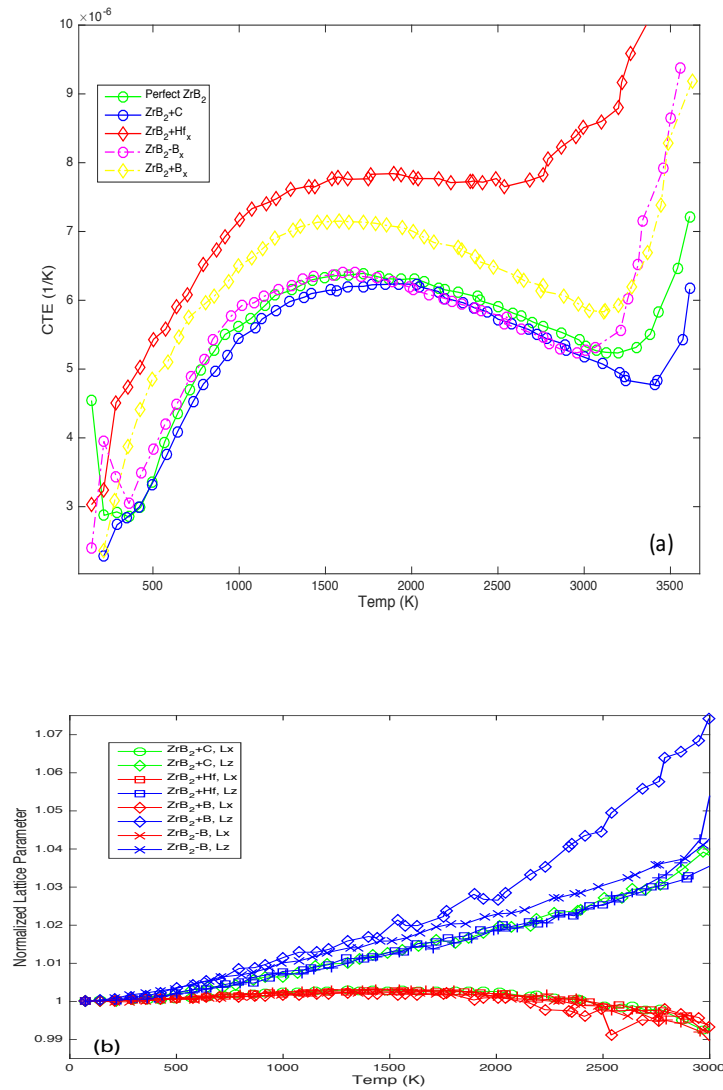 ×10⁻⁶
10
9
8
7
6
5
4
3
CTE (1/K)
Perfect ZrB₂
ZrB₂+C
ZrB₂+Hfₓ
ZrB₂-Bₓ
ZrB₂+Bₓ
(a)
500 1000 1500 2000 2500 3000 3500
Temp (K)
1.07
1.06
1.05
1.04
1.03
1.02
1.01
1
0.99
Normalized Lattice Parameter
ZrB₂+C, Lx
ZrB₂+C, Lz
ZrB₂+Hf, Lx
ZrB₂+Hf, Lz
ZrB₂+B, Lx
ZrB₂+B, Lz
ZrB₂-B, Lx
ZrB₂-B, Lz
(b)
0 500 1000 1500 2000 2500 3000
Temp (K)